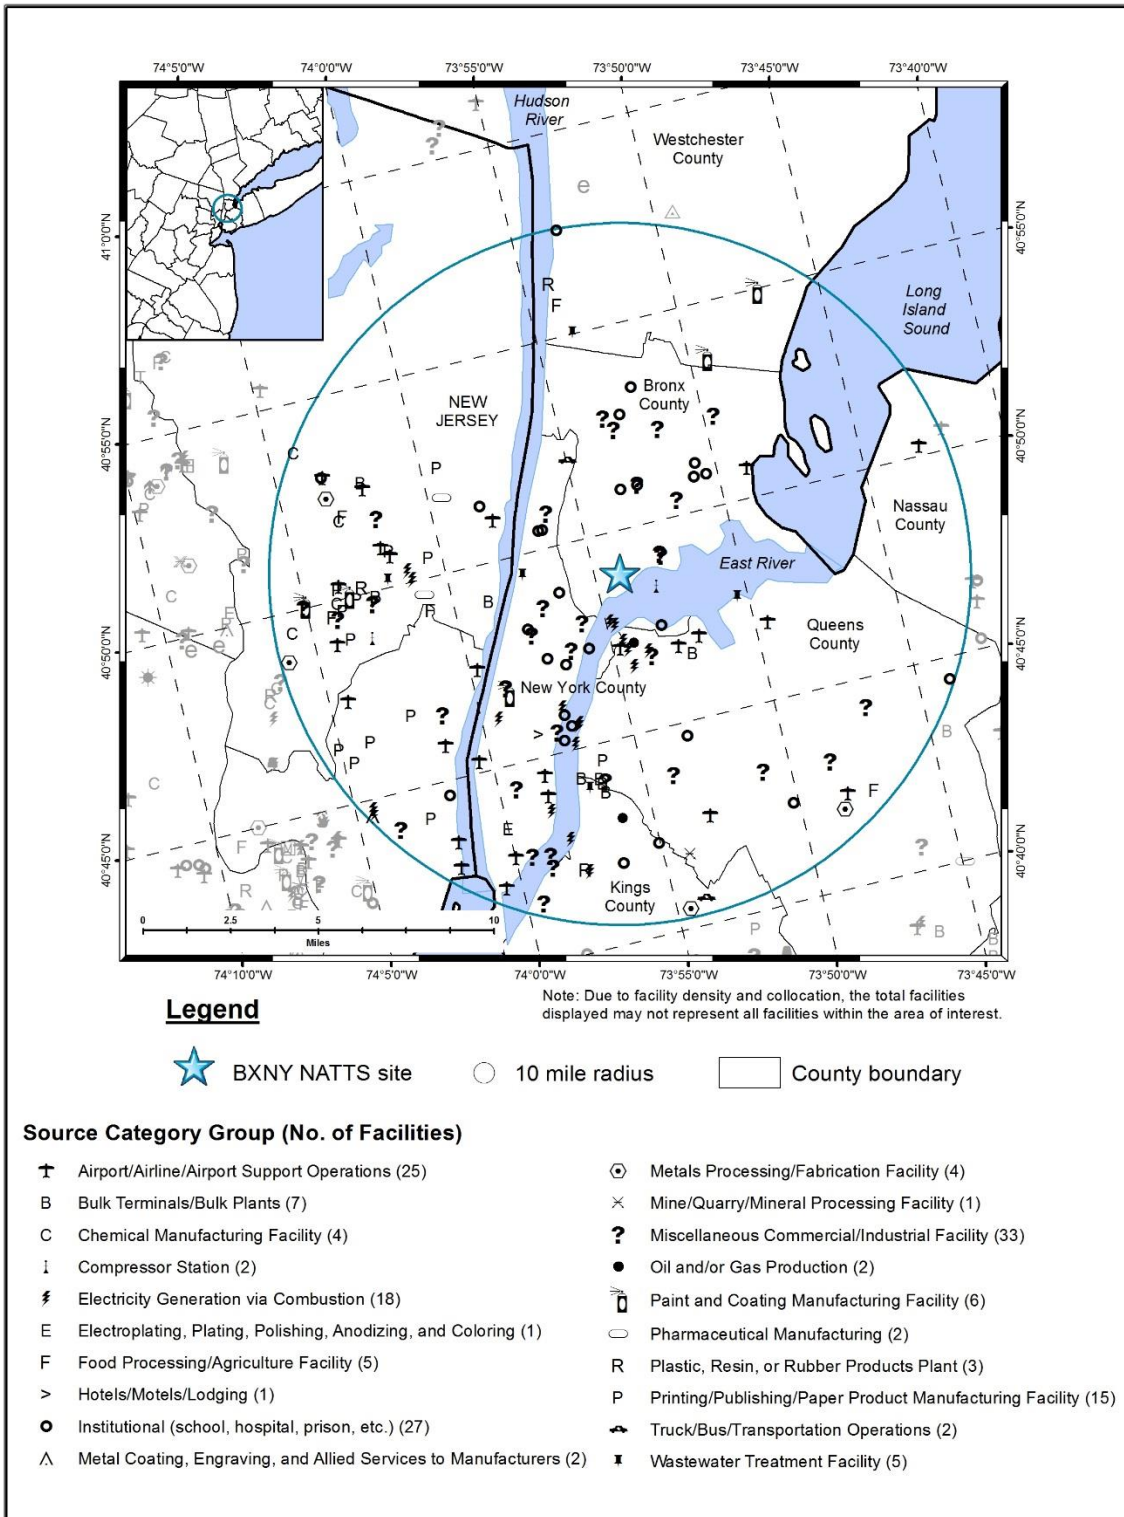 74°5'0"W
74°0'0"W
73°55'0"W
73°50'0"W
73°45'0"W
73°40'0"W
Hudson
River
Westchester
County
Long
Island
Sound
41°0'0"N
40°55'0"N
40°50'0"N
40°45'0"N
40°55'0"N
40°50'0"N
40°45'0"N
40°40'0"N
NEW
JERSEY
Bronx
County
Nassau
County
East River
Queens
County
New York County
Kings
County
0
2.5
5
10
Miles
74°10'0"W
74°5'0"W
74°0'0"W
73°55'0"W
73°50'0"W
73°45'0"W
Legend
Note: Due to facility density and collocation, the total facilities
displayed may not represent all facilities within the area of interest.
BXNY NATTS site
10 mile radius
County boundary
Source Category Group (No. of Facilities)
Airport/Airline/Airport Support Operations (25)
B Bulk Terminals/Bulk Plants (7)
C Chemical Manufacturing Facility (4)
Compressor Station (2)
Electricity Generation via Combustion (18)
E Electroplating, Plating, Polishing, Anodizing, and Coloring (1)
F Food Processing/Agriculture Facility (5)
> Hotels/Motels/Lodging (1)
Institutional (school, hospital, prison, etc.) (27)
Metal Coating, Engraving, and Allied Services to Manufacturers (2)
Metals Processing/Fabrication Facility (4)
Mine/Quarry/Mineral Processing Facility (1)
? Miscellaneous Commercial/Industrial Facility (33)
Oil and/or Gas Production (2)
Paint and Coating Manufacturing Facility (6)
Pharmaceutical Manufacturing (2)
R Plastic, Resin, or Rubber Products Plant (3)
P Printing/Publishing/Paper Product Manufacturing Facility (15)
Truck/Bus/Transportation Operations (2)
Wastewater Treatment Facility (5)